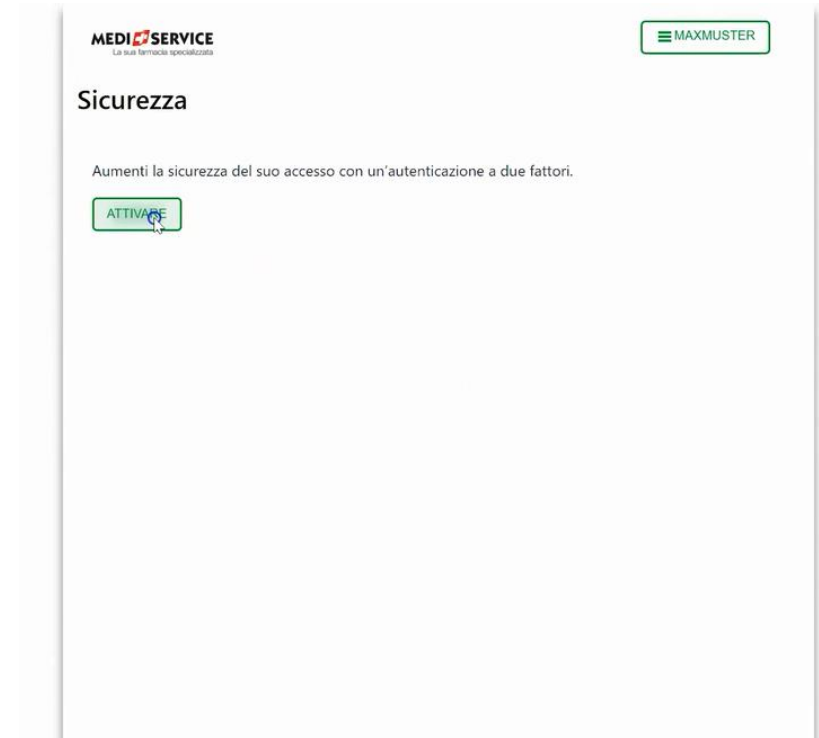 MEDI SERVICE
La sua farmacia specializzata
MAXMUSTER
Sicurezza
Aumenti la sicurezza del suo accesso con un'autenticazione a due fattori.
ATTIVARE